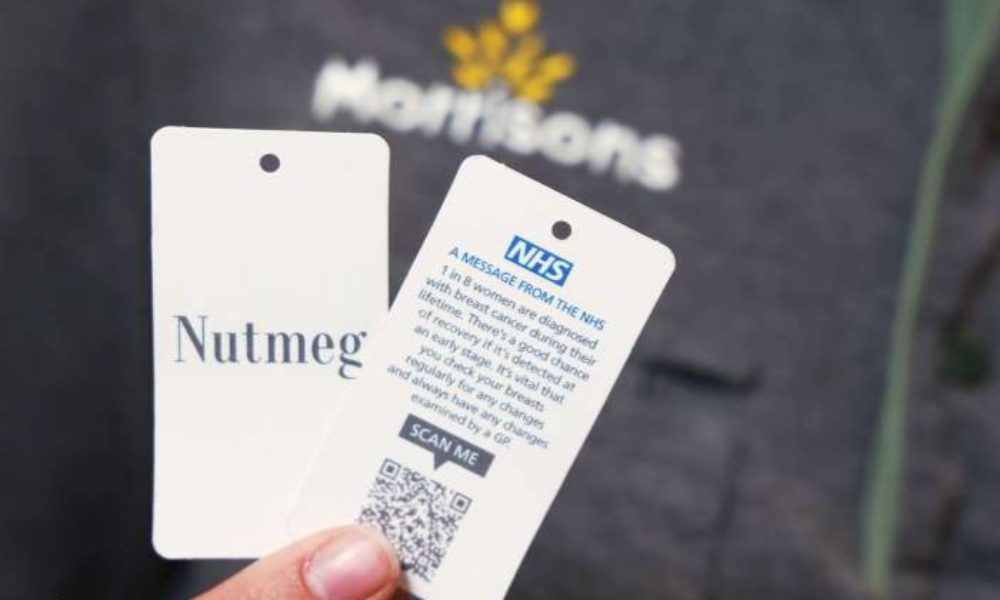 Morrisons
Nutmeg
NHS
A MESSAGE FROM THE NHS
1 in 8 women are diagnosed
with breast cancer during their
lifetime. There's a good chance
of recovery if it's detected at
an early stage. It's vital that
you check your breasts
regularly for any changes
and always have any changes
examined by a GP.
SCAN ME